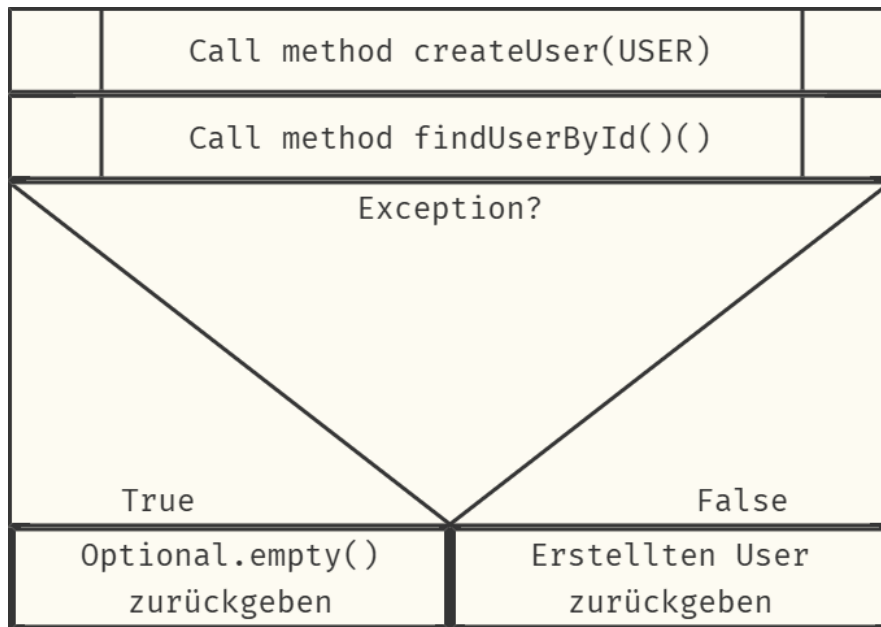 Call method createUser(USER)
Call method findUserById()()
Exception?
True
False
Optional.empty()
zurückgeben
Erstellten User
zurückgeben